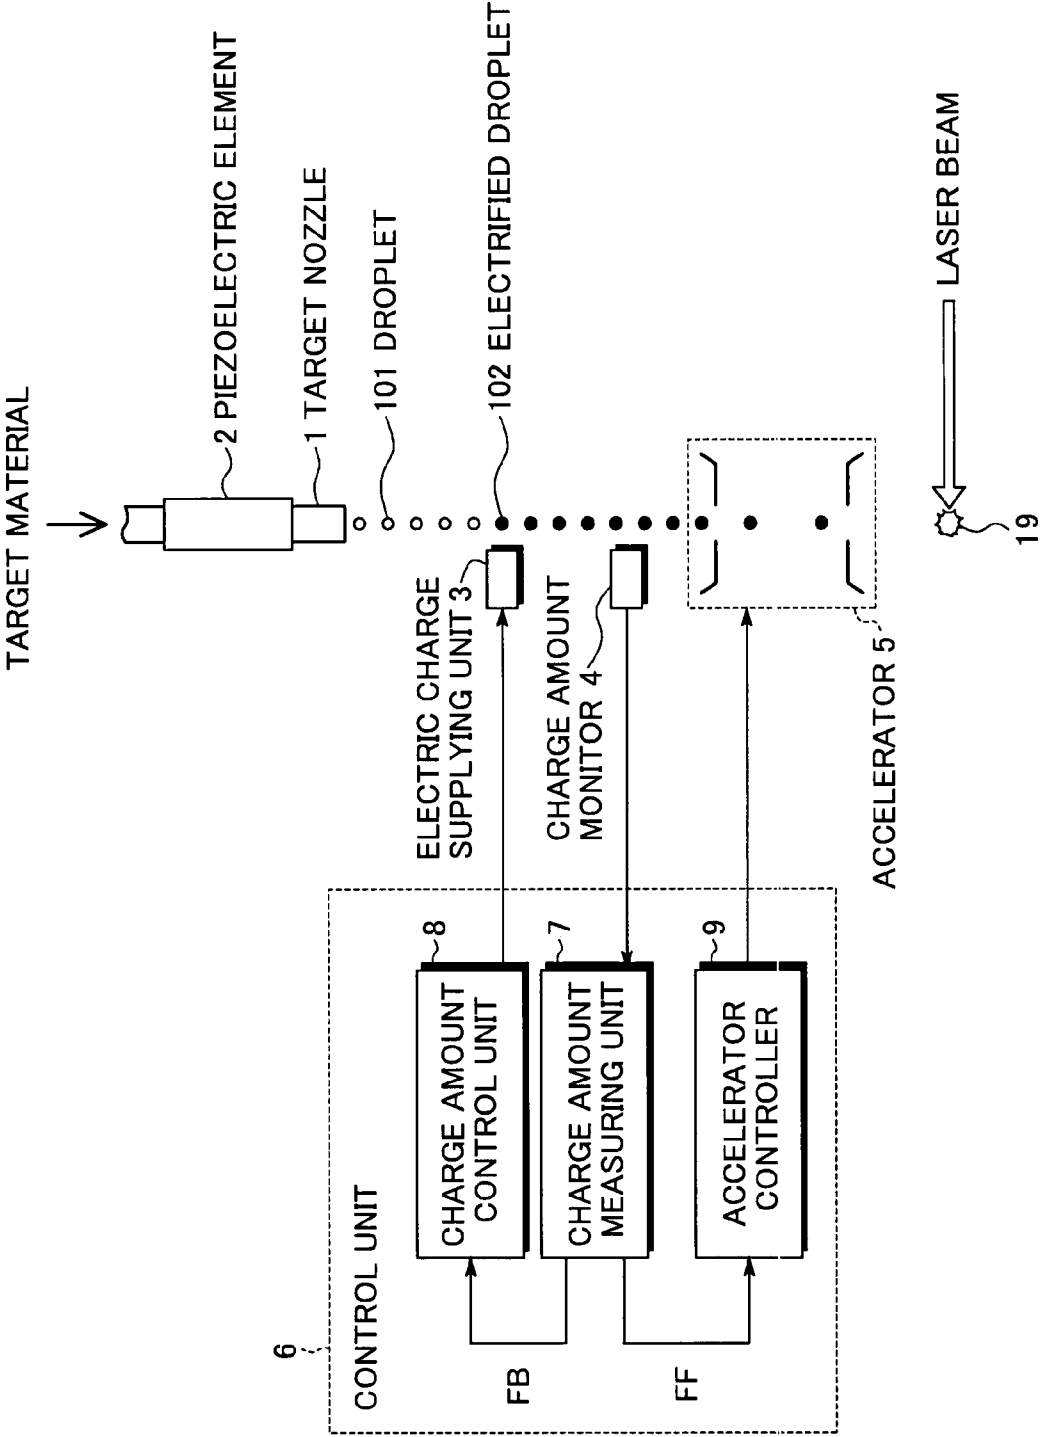 TARGET MATERIAL
2 PIEZOELECTRIC ELEMENT
1 TARGET NOZZLE
101 DROPLET
102 ELECTRIFIED DROPLET
ELECTRIC CHARGE
SUPPLYING UNIT 3
CHARGE AMOUNT
MONITOR 4
ACCELERATOR 5
LASER BEAM
19
6
CONTROL UNIT
8
CHARGE AMOUNT
CONTROL UNIT
7
CHARGE AMOUNT
MEASURING UNIT
9
ACCELERATOR
CONTROLLER
FB
FF